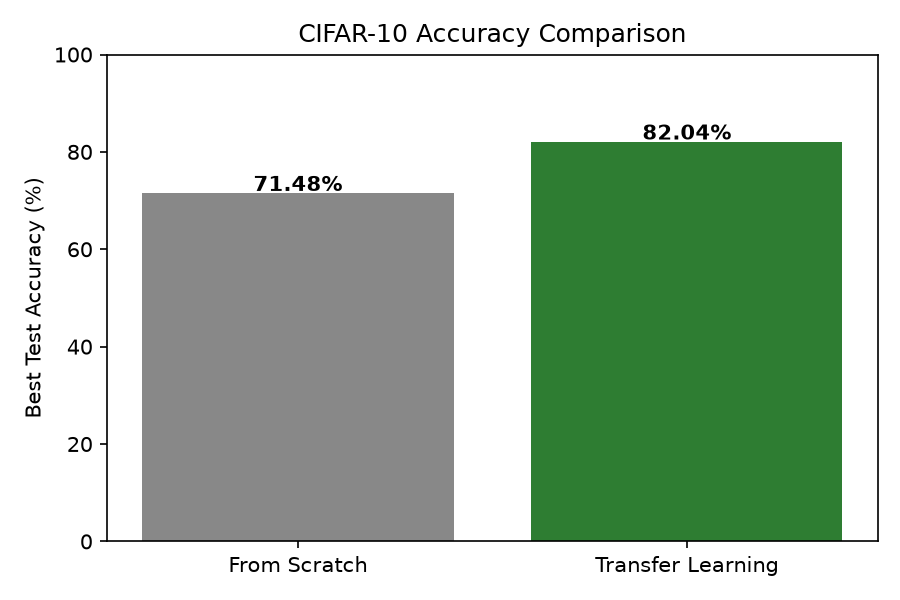 CIFAR-10 Accuracy Comparison
Best Test Accuracy (%)
100
80
60
40
20
0
71.48%
82.04%
From Scratch
Transfer Learning